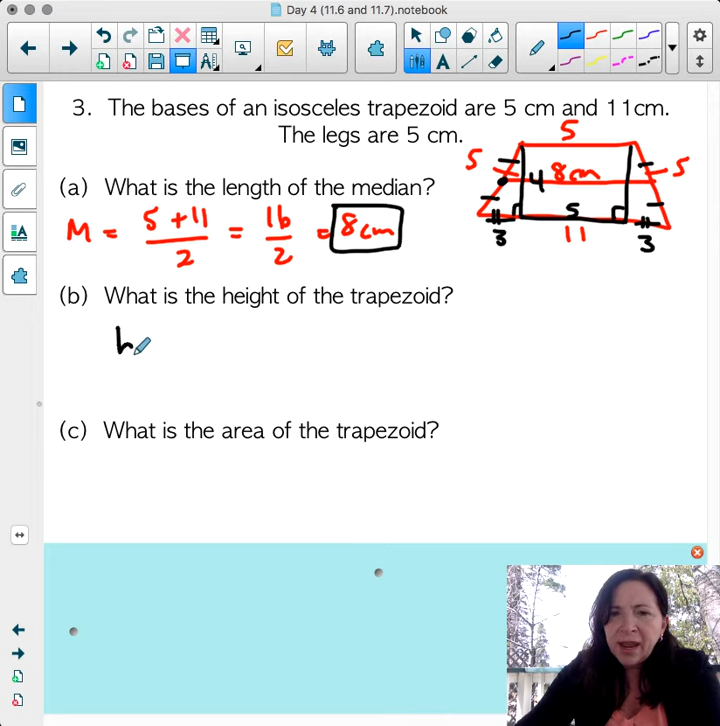 Day 4 (11.6 and 11.7).notebook
3. The bases of an isosceles trapezoid are 5 cm and 11cm.
The legs are 5 cm.
5
5 4 8cm 5
5
3 11 3
(a) What is the length of the median?
M = 5 + 11 / 2 = 16 / 2 = 8cm
(b) What is the height of the trapezoid?
h
(c) What is the area of the trapezoid?